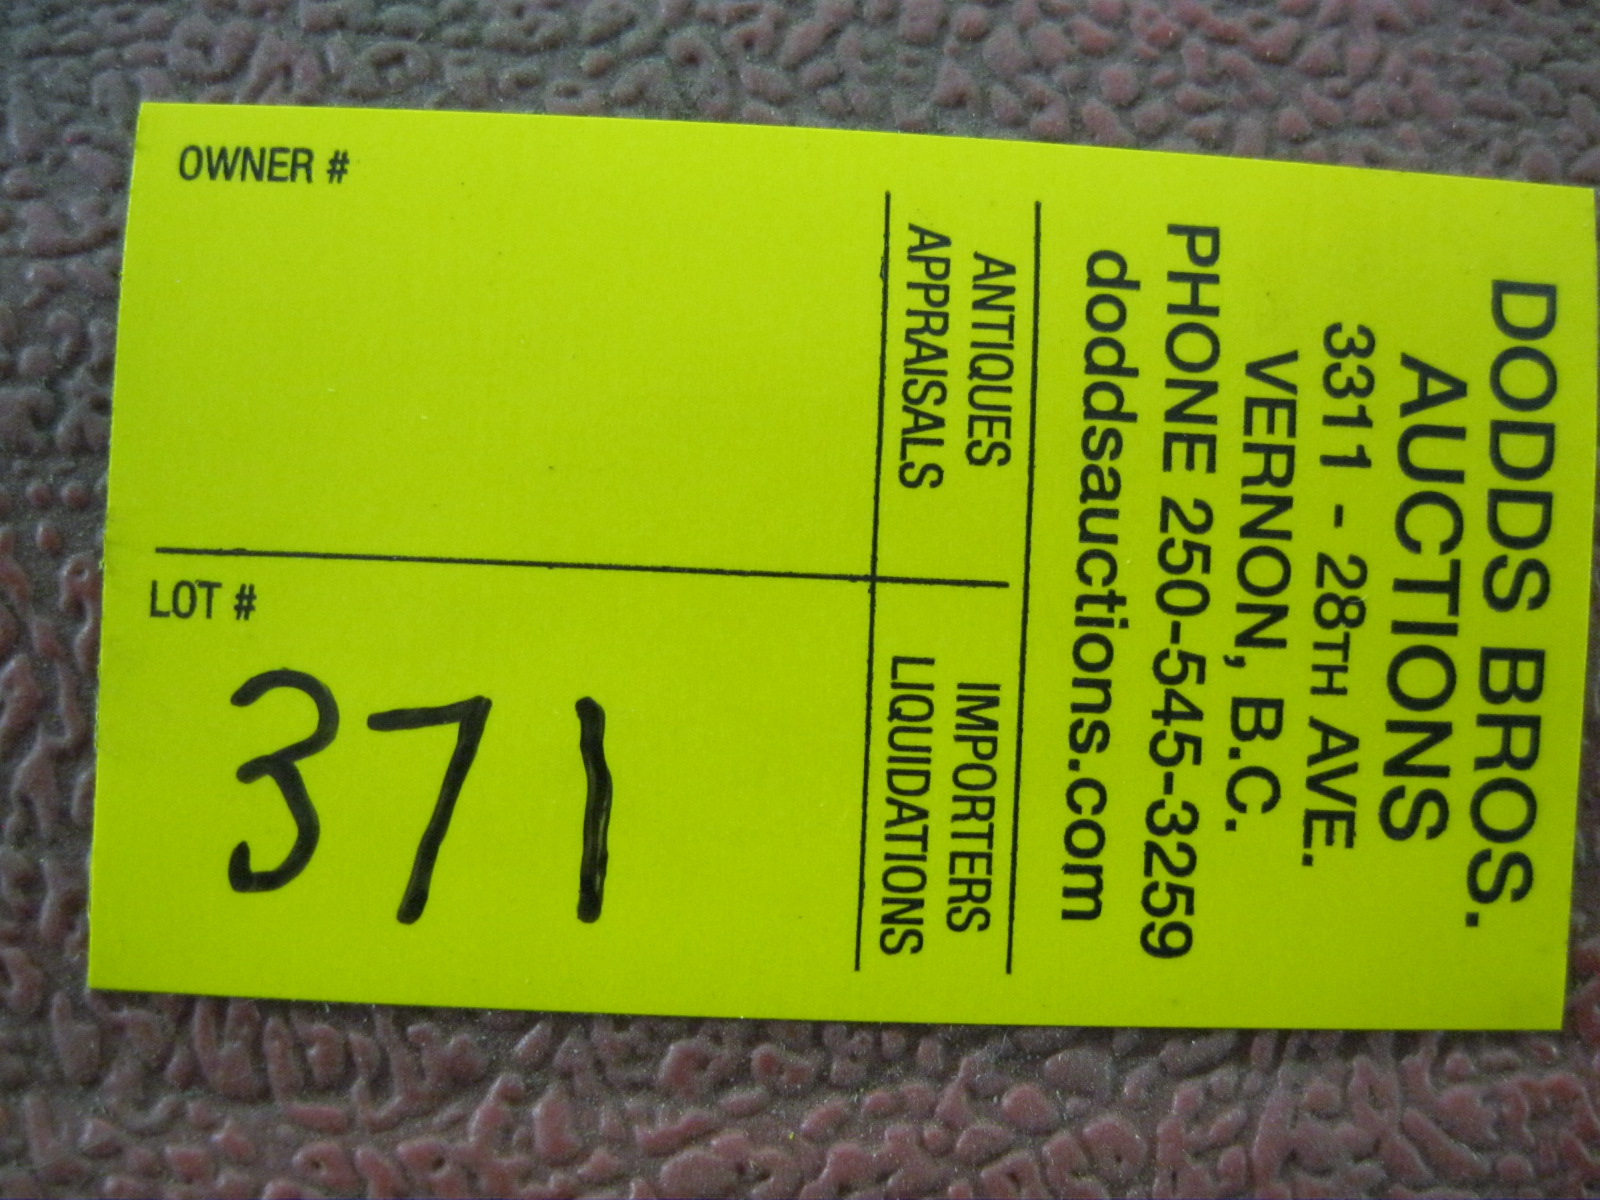 DODDS BROS.
AUCTIONS
3311 - 28TH AVE.
VERNON, B.C.
PHONE 250-545-3259
doddsauctions.com
ANTIQUES
APPRAISALS
IMPORTERS
LIQUIDATIONS
OWNER #
LOT #
371